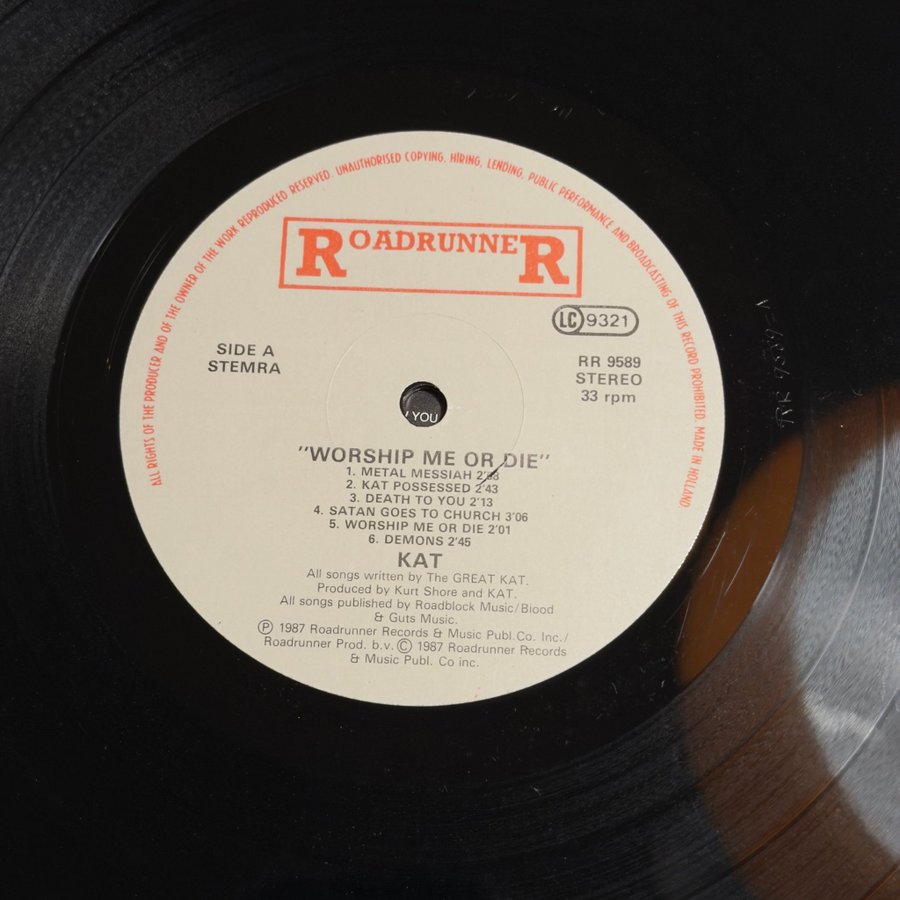 ALL RIGHTS OF THE PRODUCER AND OF THE OWNER OF THE WORK REPRODUCED RESERVED. UNAUTHORISED COPYING, HIRING, LENDING, PUBLIC PERFORMANCE AND BROADCASTING OF THIS RECORD PROHIBITED. MADE IN HOLLAND
ROADRUNNER
LC 9321
SIDE A
STEMRA
RR 9589
STEREO
33 rpm
YOU
"WORSHIP ME OR DIE"
1. METAL MESSIAH
2. KAT POSSESSED 2'43
3. DEATH TO YOU 2'13
4. SATAN GOES TO CHURCH 3'06
5. WORSHIP ME OR DIE 2'01
6. DEMONS 2'45
KAT
All songs written by The GREAT KAT.
Produced by Kurt Shore and KAT.
All songs published by Roadblock Music/Blood
& Guts Music.
Ⓟ 1987 Roadrunner Records & Music Publ.Co. Inc./
Roadrunner Prod. b.v. © 1987 Roadrunner Records
& Music Publ. Co inc.